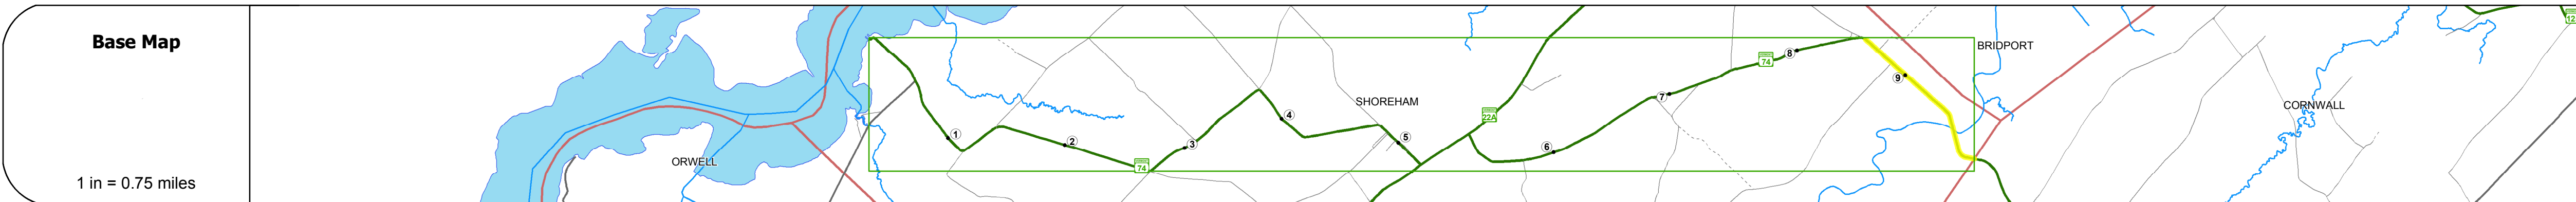 Base Map
1 in = 0.75 miles
ORWELL
1
2
74
3
4
SHOREHAM
5
22A
6
7
74
8
9
BRIDPORT
CORNWALL